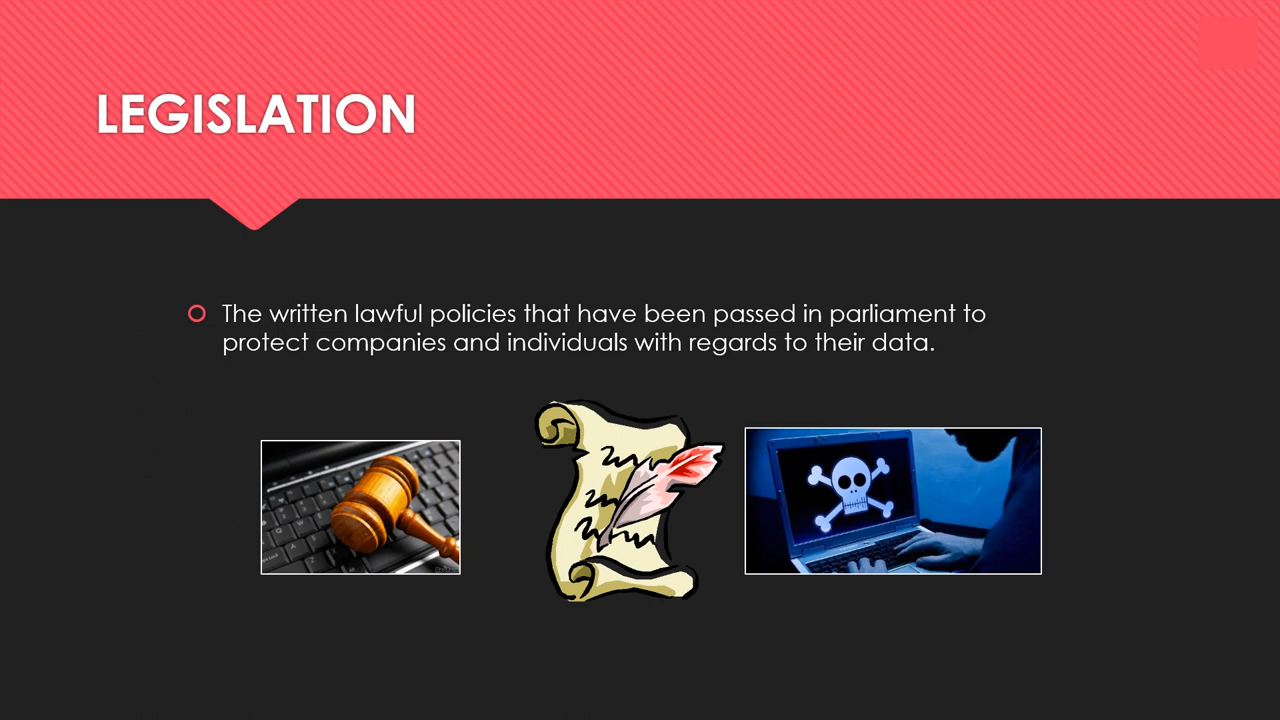 LEGISLATION
The written lawful policies that have been passed in parliament to
protect companies and individuals with regards to their data.